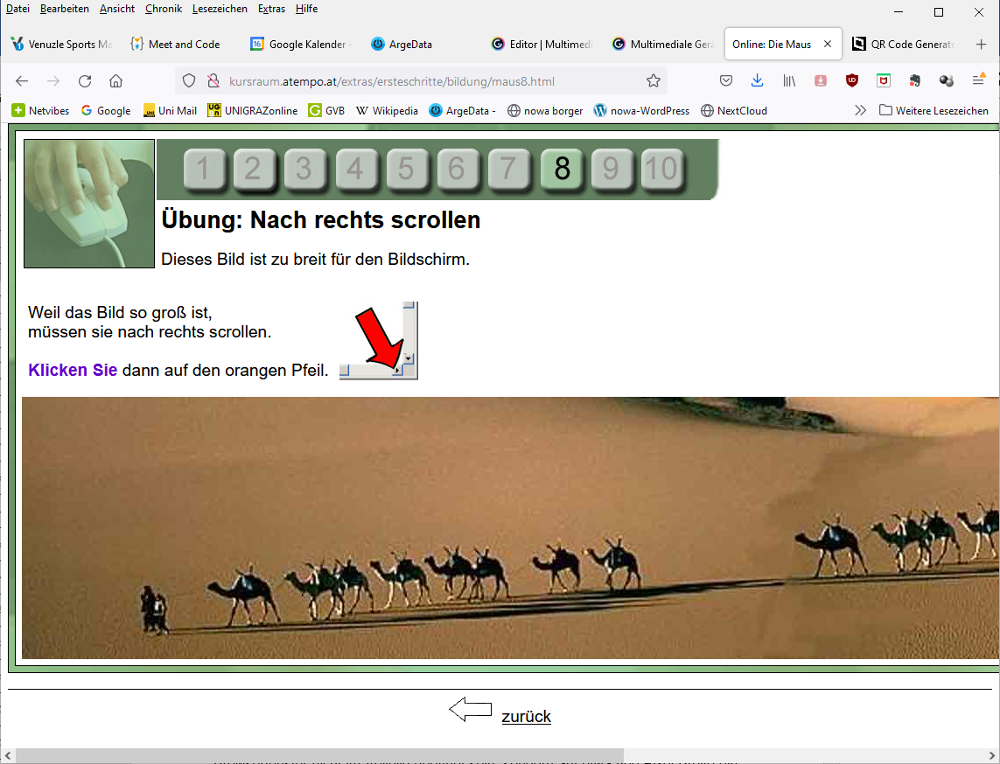 Datei Bearbeiten Ansicht Chronik Lesezeichen Extras Hilfe
Venuzle Sports Ma
Meet and Code
Google Kalender -
ArgeData
Editor | Multimedi
Multimediale Gerä
Online: Die Maus
QR Code Generato
kursraum.atempo.at/extras/ersteschritte/bildung/maus8.html
Netvibes Google Uni Mail UNIGRAZonline GVB Wikipedia ArgeData - nowa borger nowa-WordPress NextCloud Weitere Lesezeichen
1 2 3 4 5 6 7 8 9 10
Übung: Nach rechts scrollen
Dieses Bild ist zu breit für den Bildschirm.
Weil das Bild so groß ist,
müssen sie nach rechts scrollen.
Klicken Sie dann auf den orangen Pfeil.
zurück